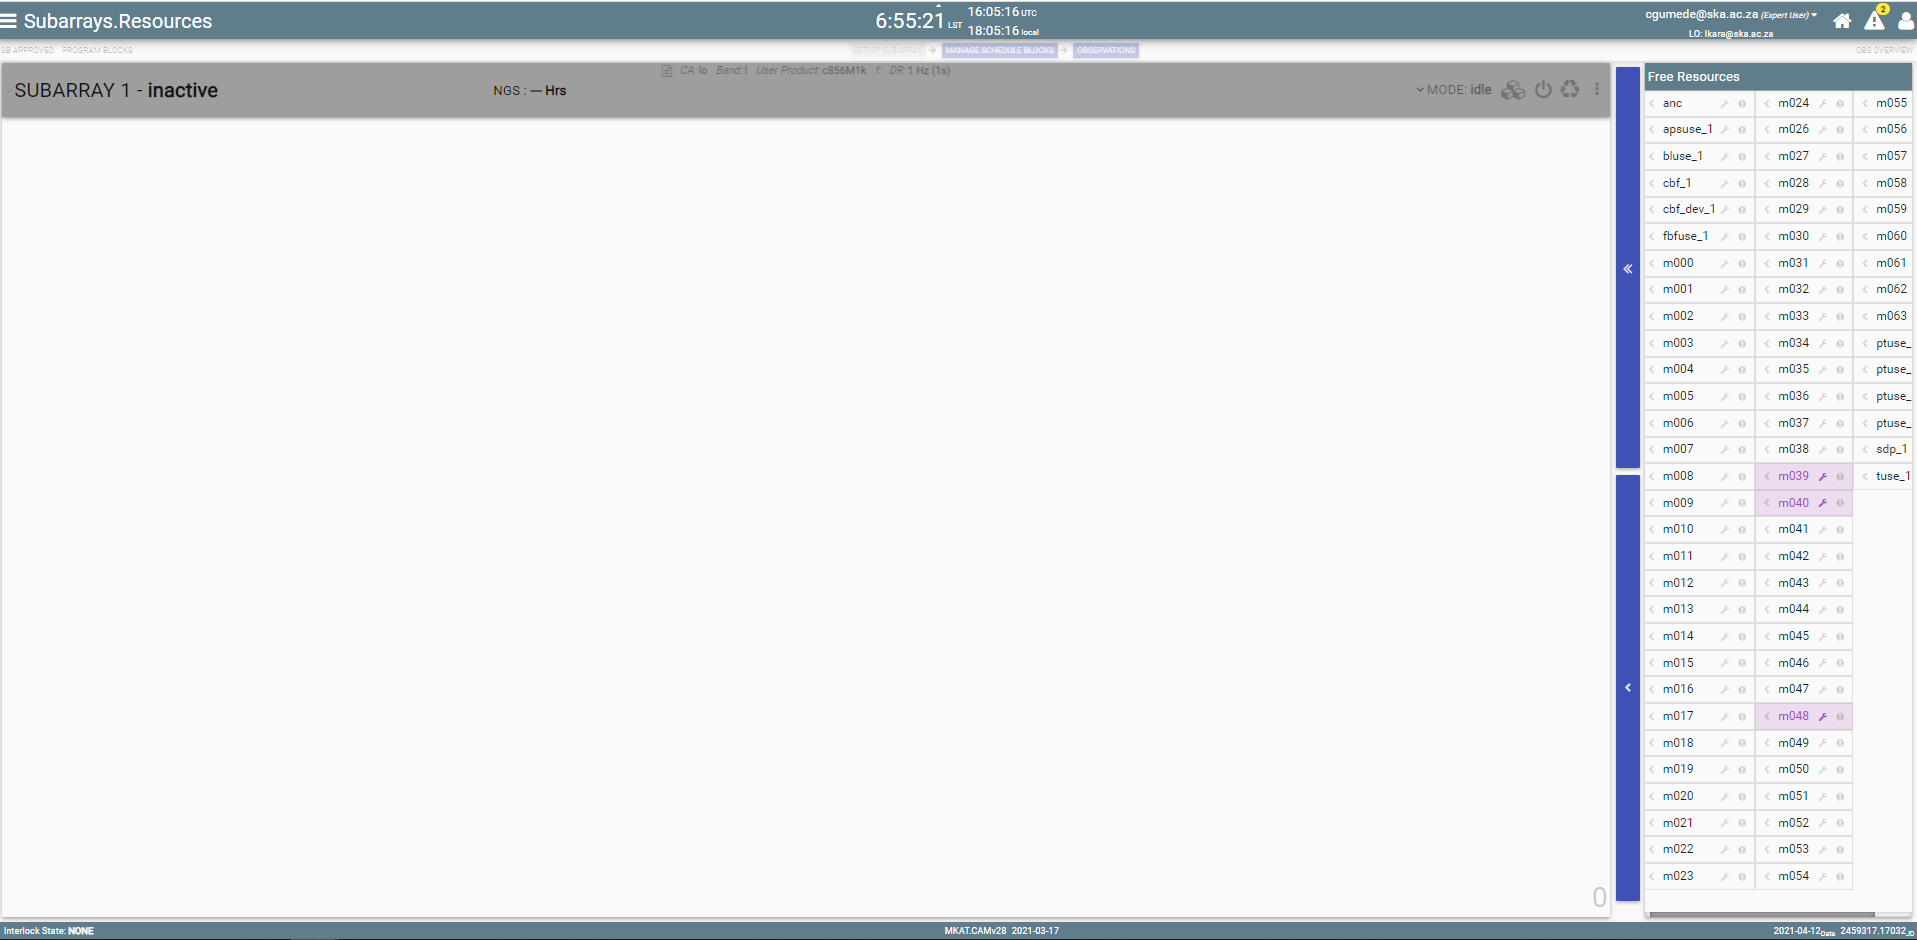 Subarrays.Resources
6:55:21 LST
16:05:16 UTC
18:05:16 local
cgumede@ska.ac.za (Expert User)
LO: lkara@ska.ac.za
2
SB APPROVED PROGRAM BLOCKS
SET-UP SUBARRAY
MANAGE SCHEDULE BLOCKS
OBSERVATIONS
OBS OVERVIEW
CA: lo Band: l User Product: c856M1k f: DR: 1 Hz (1s)
SUBARRAY 1 - inactive
NGS : --- Hrs
MODE: idle
0
Free Resources
anc
apsuse_1
bluse_1
cbf_1
cbf_dev_1
fbfuse_1
m000
m001
m002
m003
m004
m005
m006
m007
m008
m009
m010
m011
m012
m013
m014
m015
m016
m017
m018
m019
m020
m021
m022
m023
m024
m026
m027
m028
m029
m030
m031
m032
m033
m034
m035
m036
m037
m038
m039
m040
m041
m042
m043
m044
m045
m046
m047
m048
m049
m050
m051
m052
m053
m054
m055
m056
m057
m058
m059
m060
m061
m062
m063
ptuse_
ptuse_
ptuse_
ptuse_
sdp_1
tuse_1
Interlock State: NONE
MKAT.CAMv28 2021-03-17
2021-04-12 Date 2459317.17032 JD